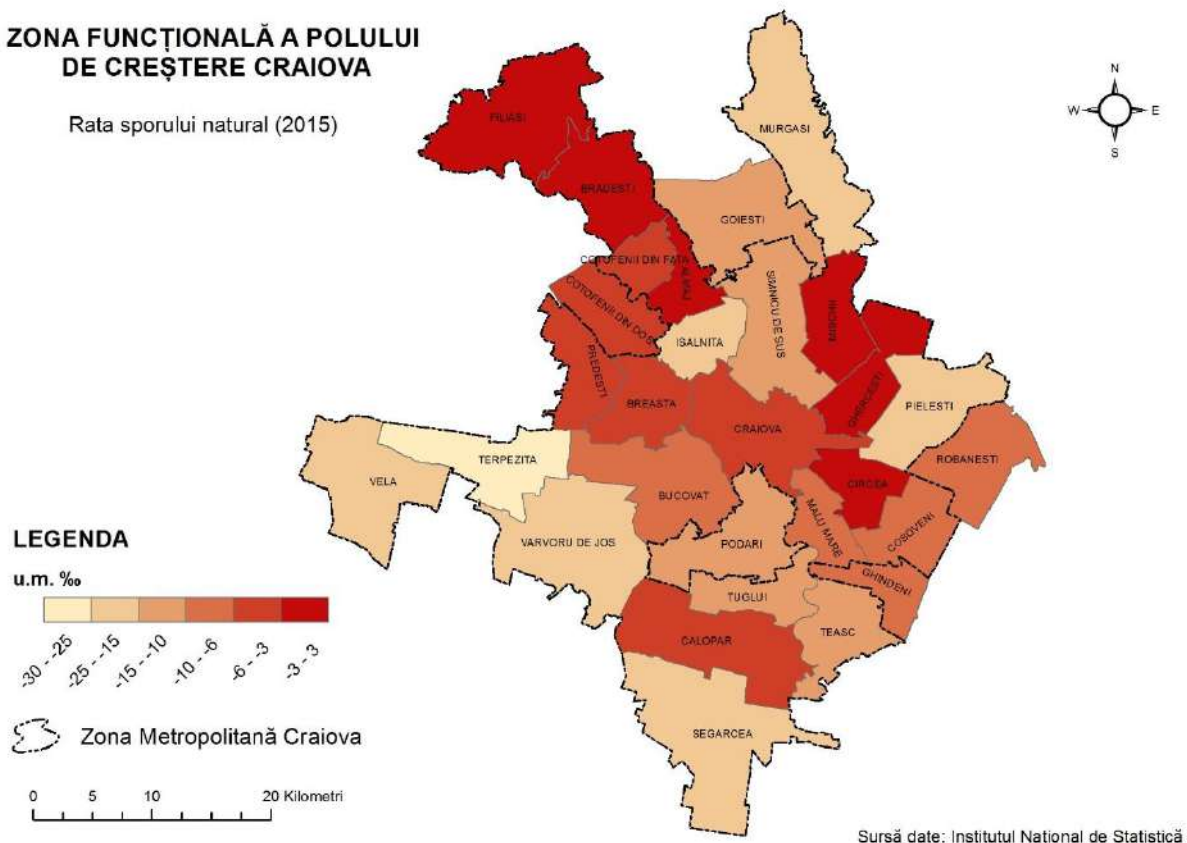 ZONA FUNCȚIONALĂ A POLULUI
DE CREȘTERE CRAIOVA
Rata sporului natural (2015)
N
W E
S
FILIASI
MURGASI
BRADESTI
GOIESTI
COTOFENII DIN FATA
ALMAJ
COTOFENII DIN DOS
SIMNICU DE SUS
MISCHII
ISALNITA
PREDESTI
GHERCESTI
PIELESTI
BREASTA
CRAIOVA
ROBANESTI
TERPEZITA
VELA
BUCOVAT
CIRCEA
MALU MARE
COSOVENI
VARVORU DE JOS
PODARI
GHINDENI
TUGLUI
TEASC
CALOPAR
SEGARCEA
LEGENDA
u.m. ‰
-30 - -25
-25 - -15
-15 - -10
-10 - -6
-6 - -3
-3 - 3
Zona Metropolitană Craiova
0 5 10 20 Kilometri
Sursă date: Institutul National de Statistică